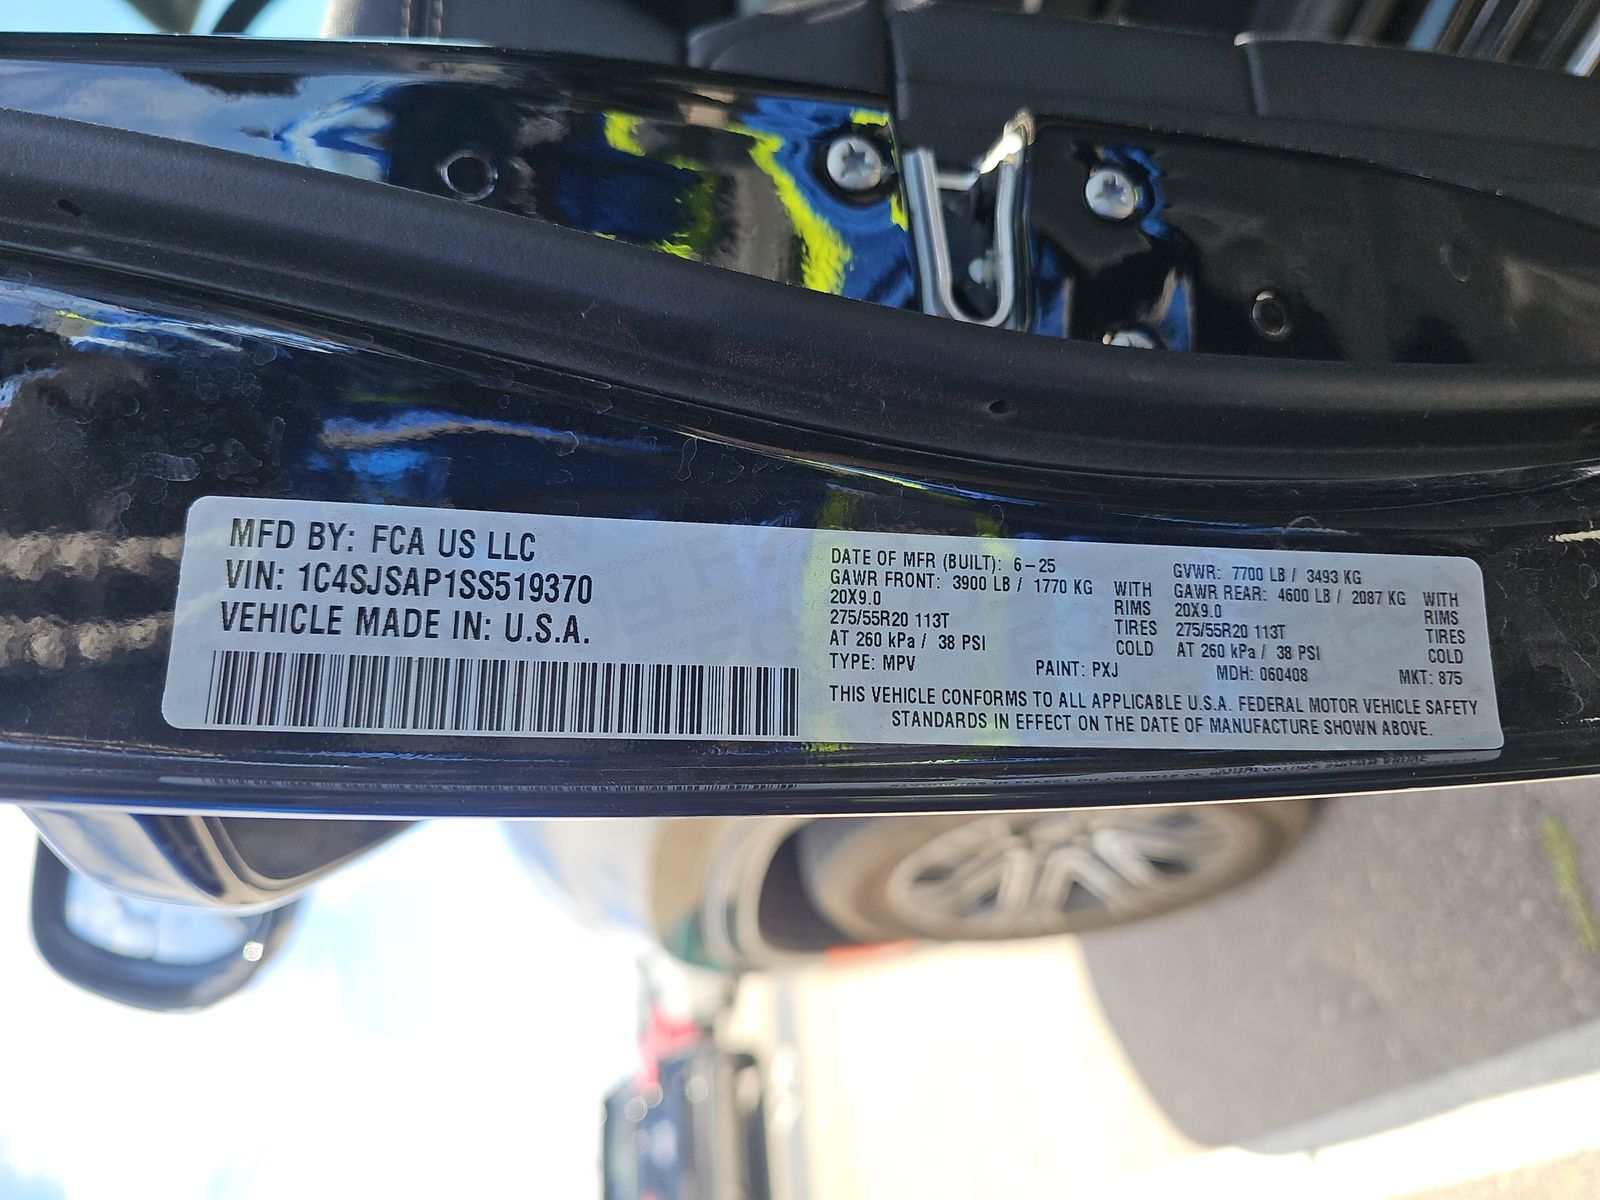 MFD BY: FCA US LLC
VIN: 1C4SJSAP1SS519370
VEHICLE MADE IN: U.S.A.
DATE OF MFR (BUILT): 6-25
GVWR: 7700 LB / 3493 KG
GAWR FRONT: 3900 LB / 1770 KG WITH
20X9.0 RIMS
275/55R20 113T TIRES
AT 260 kPa / 38 PSI COLD
GAWR REAR: 4600 LB / 2087 KG WITH
20X9.0 RIMS
275/55R20 113T TIRES
AT 260 kPa / 38 PSI COLD
TYPE: MPV PAINT: PXJ MDH: 060408 MKT: 875
THIS VEHICLE CONFORMS TO ALL APPLICABLE U.S.A. FEDERAL MOTOR VEHICLE SAFETY
STANDARDS IN EFFECT ON THE DATE OF MANUFACTURE SHOWN ABOVE.